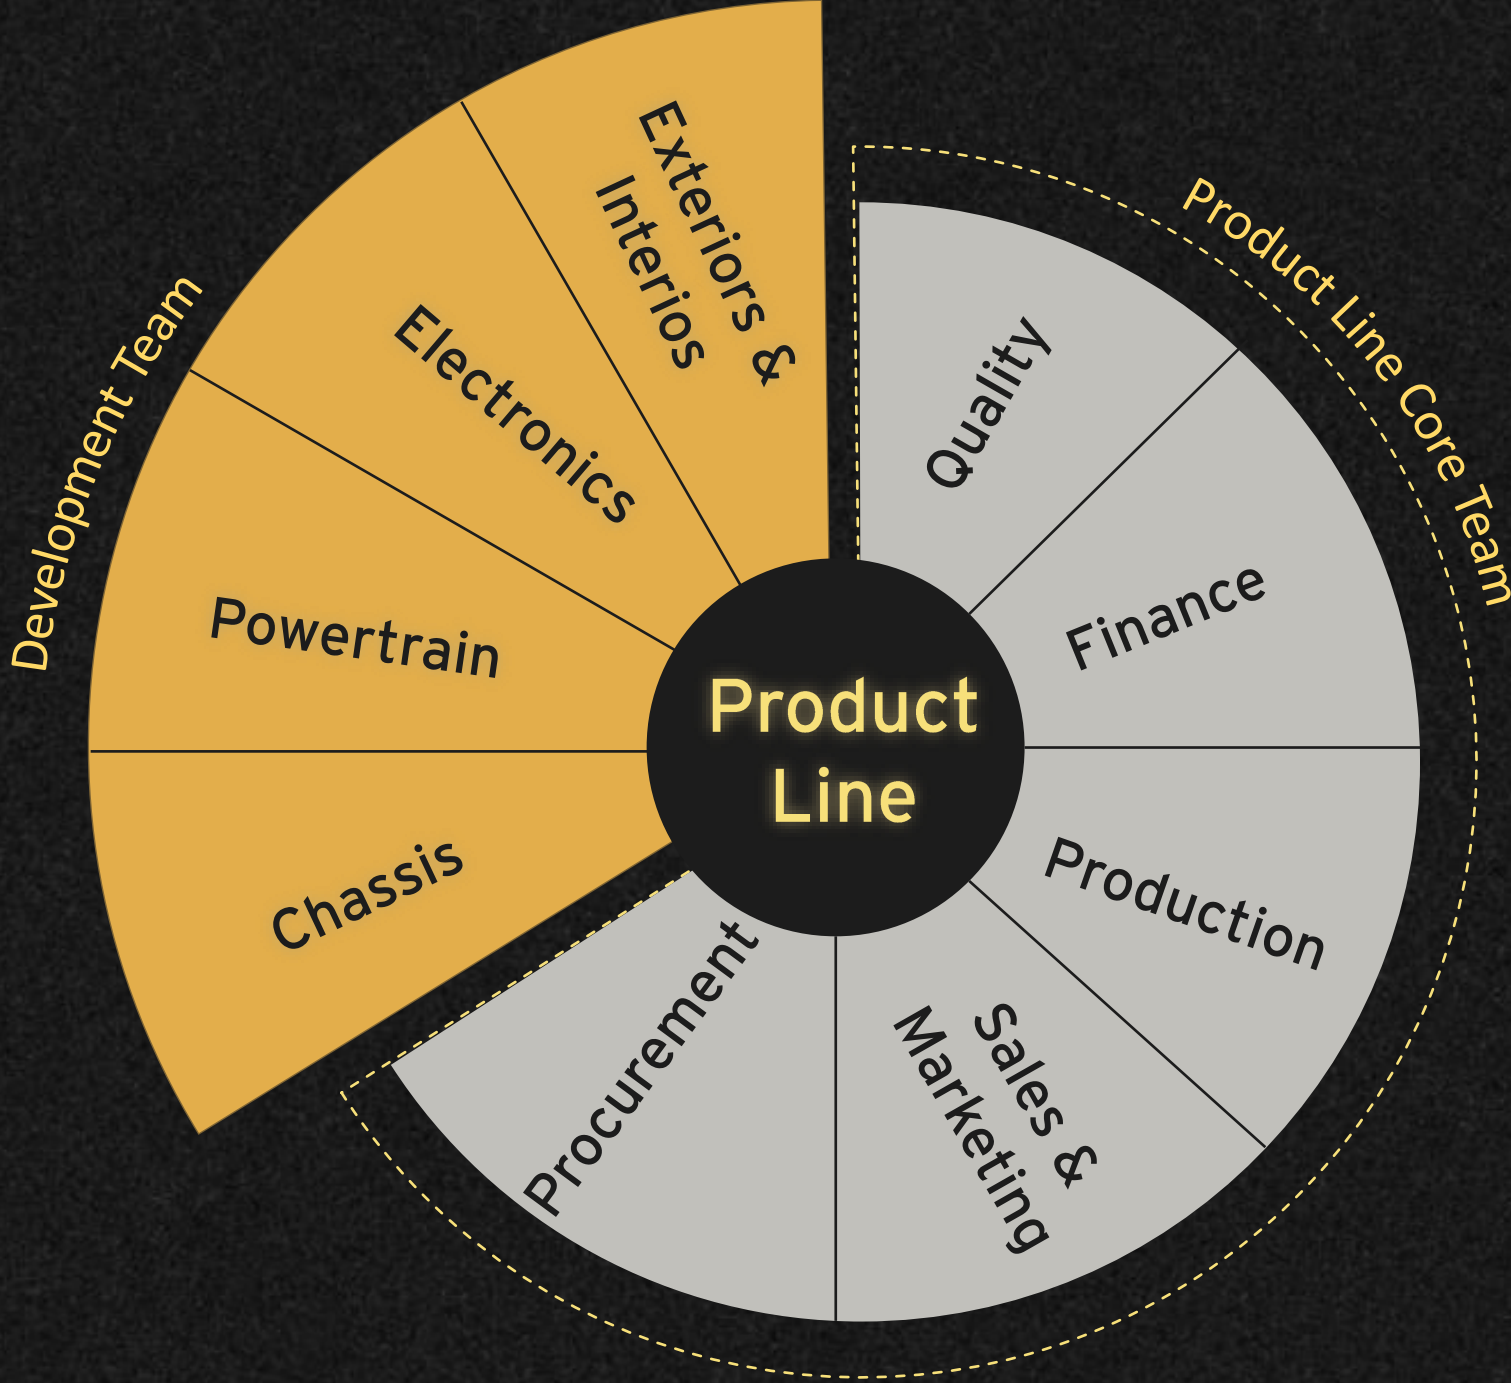 Development Team
Exteriors &
Interios
Electronics
Powertrain
Chassis
Product Line Core Team
Quality
Finance
Production
Sales &
Marketing
Procurement
Product
Line